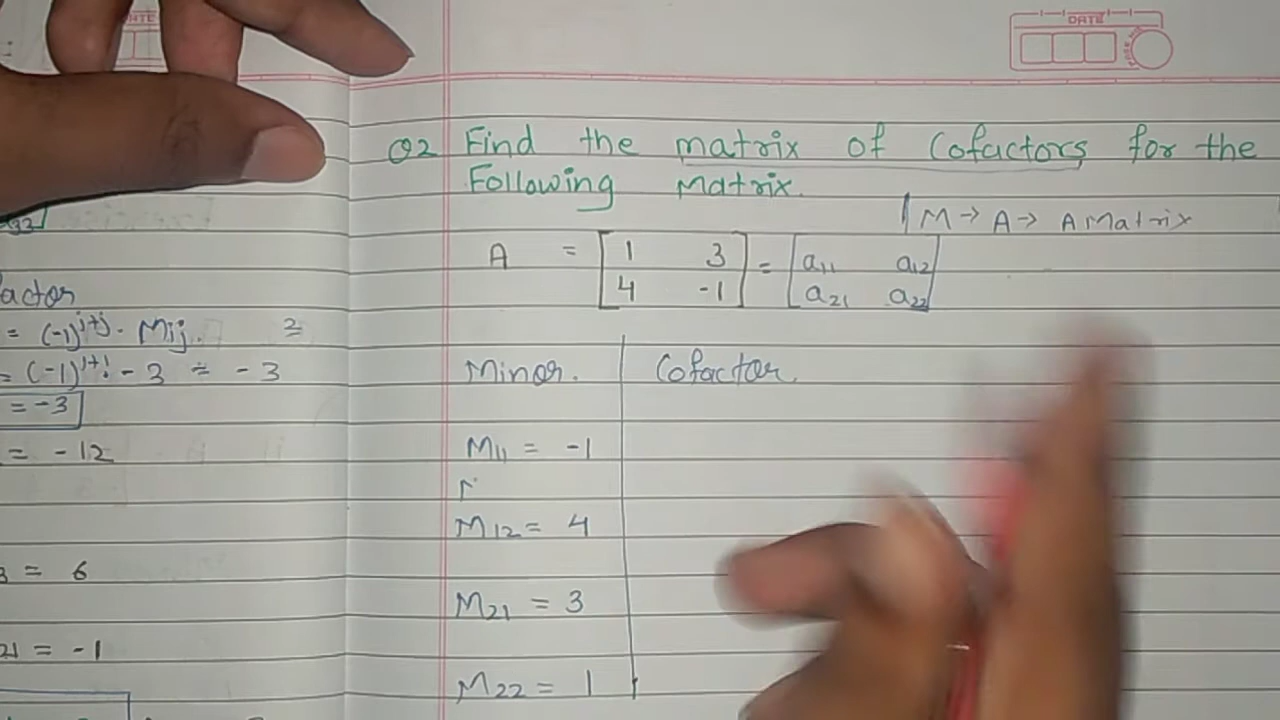 DATE
Q2 Find the matrix of Cofactors for the
Following Matrix.
| M → A → A Matrix
A = [ 1 3 ] = [ a11 a12 ]
[ 4 -1 ] [ a21 a22 ]
Minor. Cofactor.
M11 = -1
M12 = 4
M21 = 3
M22 = 1
actor
= (-1)^i+j . Mij. =
= (-1)^1+1 - 3 = -3
= -3
= -12
3 = 6
21 = -1